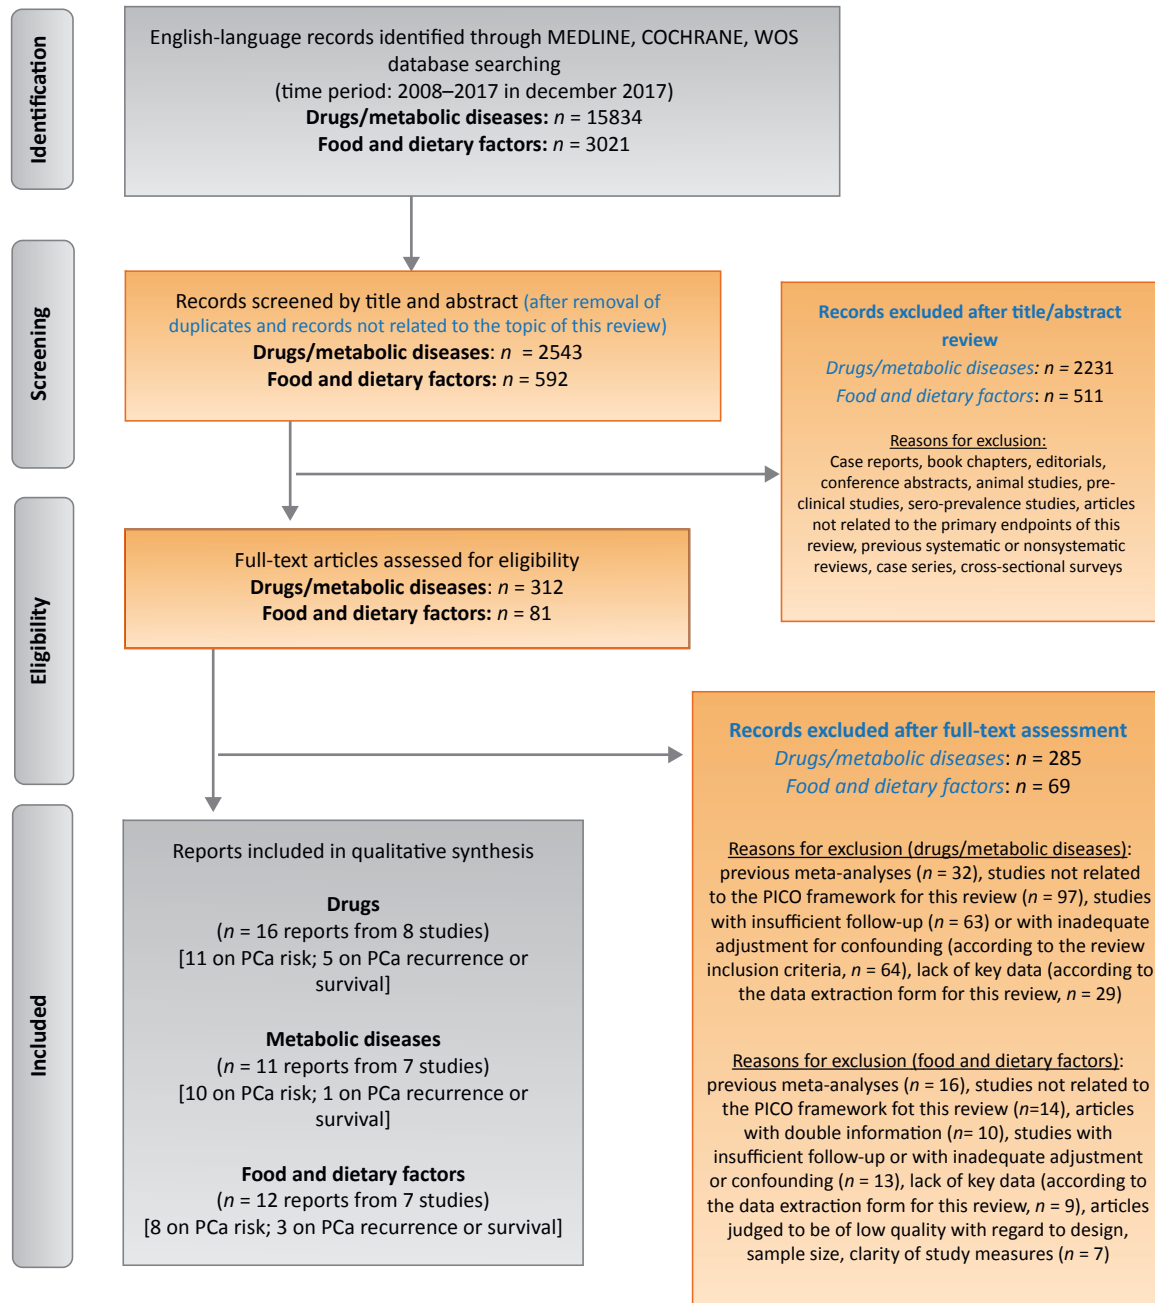 Identification
English-language records identified through MEDLINE, COCHRANE, WOS
database searching
(time period: 2008–2017 in december 2017)
Drugs/metabolic diseases: n = 15834
Food and dietary factors: n = 3021
Screening
Records screened by title and abstract (after removal of
duplicates and records not related to the topic of this review)
Drugs/metabolic diseases: n = 2543
Food and dietary factors: n = 592
Records excluded after title/abstract
review
Drugs/metabolic diseases: n = 2231
Food and dietary factors: n = 511
Reasons for exclusion:
Case reports, book chapters, editorials,
conference abstracts, animal studies, pre-
clinical studies, sero-prevalence studies, articles
not related to the primary endpoints of this
review, previous systematic or nonsystematic
reviews, case series, cross-sectional surveys
Eligibility
Full-text articles assessed for eligibility
Drugs/metabolic diseases: n = 312
Food and dietary factors: n = 81
Records excluded after full-text assessment
Drugs/metabolic diseases: n = 285
Food and dietary factors: n = 69
Reasons for exclusion (drugs/metabolic diseases):
previous meta-analyses (n = 32), studies not related
to the PICO framework for this review (n = 97), studies
with insufficient follow-up (n = 63) or with inadequate
adjustment for confounding (according to the review
inclusion criteria, n = 64), lack of key data (according to
the data extraction form for this review, n = 29)
Reasons for exclusion (food and dietary factors):
previous meta-analyses (n = 16), studies not related to
the PICO framework fot this review (n=14), articles
with double information (n= 10), studies with
insufficient follow-up or with inadequate adjustment
or confounding (n = 13), lack of key data (according to
the data extraction form for this review, n = 9), articles
judged to be of low quality with regard to design,
sample size, clarity of study measures (n = 7)
Included
Reports included in qualitative synthesis
Drugs
(n = 16 reports from 8 studies)
[11 on PCa risk; 5 on PCa recurrence or
survival]
Metabolic diseases
(n = 11 reports from 7 studies)
[10 on PCa risk; 1 on PCa recurrence or
survival]
Food and dietary factors
(n = 12 reports from 7 studies)
[8 on PCa risk; 3 on PCa recurrence or survival]